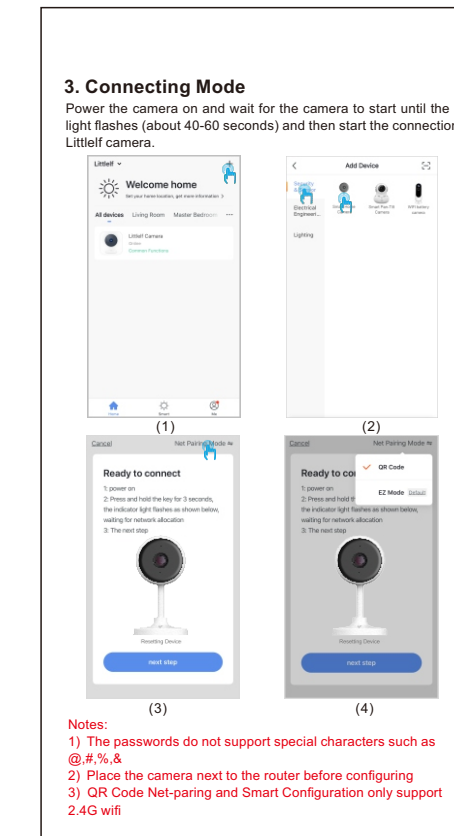 3. Connecting Mode
Power the camera on and wait for the camera to start until the
light flashes (about 40-60 seconds) and then start the connection
Littlelf camera.
Littlelf
Welcome home
Set your home location, get more information >
All devices Living Room Master Bedroom ...
Littlelf Camera
Common Functions
Home Smart Me
(1)
< Add Device
Security
Electrical
Engineeri...
Camera
Smart Pan-Tilt
Camera
WiFi battery
camera
Lighting
(2)
Cancel Net Pairing Mode
Ready to connect
1: power on
2: Press and hold the key for 3 seconds,
the indicator light flashes as shown below,
waiting for network allocation
3: The next step
Resetting Device
next step
(3)
Cancel Net Pairing Mode
QR Code
EZ Mode Default
Ready to co
1: power on
2: Press and hold th
the indicator light flashes as shown below,
waiting for network allocation
3: The next step
Resetting Device
next step
(4)
Notes:
1) The passwords do not support special characters such as
@,#,%,&
2) Place the camera next to the router before configuring
3) QR Code Net-paring and Smart Configuration only support
2.4G wifi